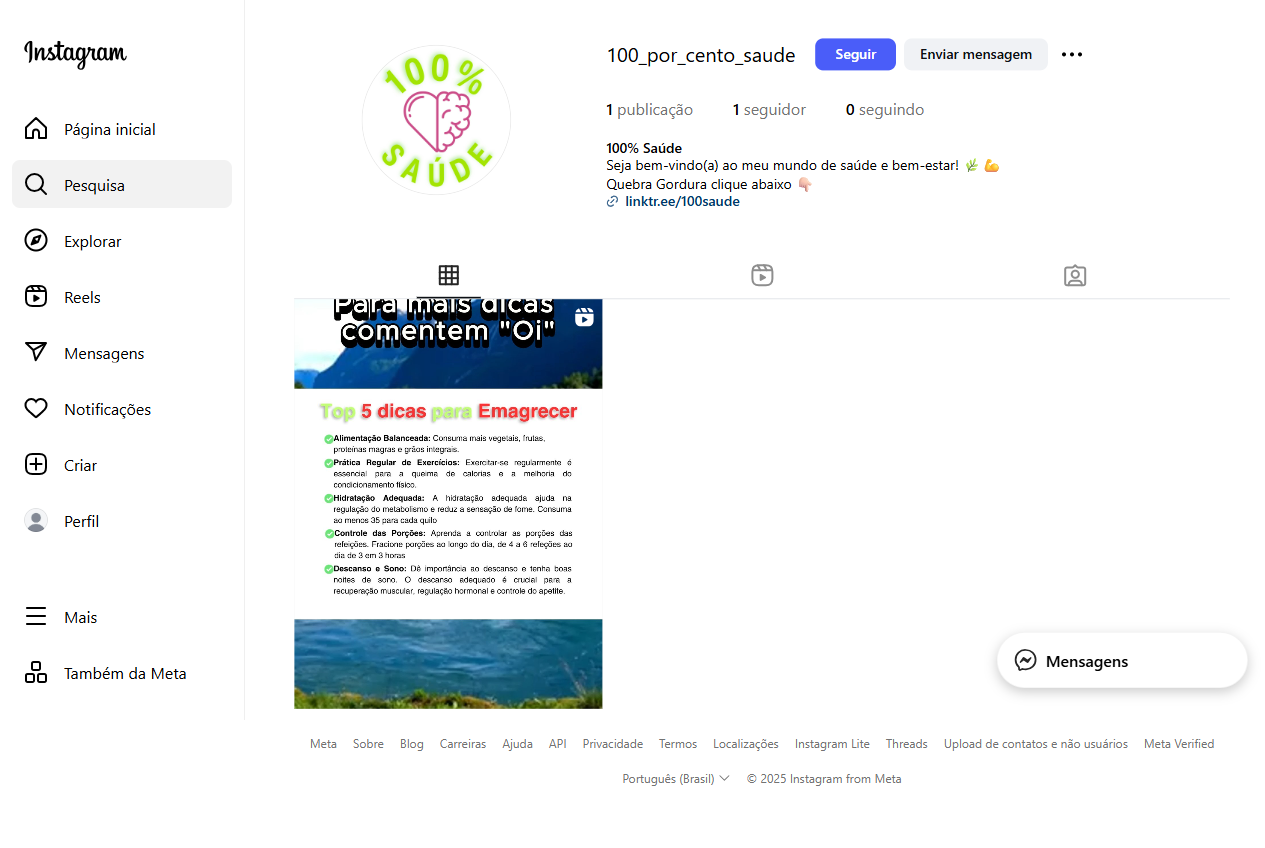 Instagram
Página inicial
Pesquisa
Explorar
Reels
Mensagens
Notificações
Criar
Perfil
Mais
Também da Meta
100%
SAÚDE
100_por_cento_saude
Seguir
Enviar mensagem
1 publicação
1 seguidor
0 seguindo
100% Saúde
Seja bem-vindo(a) ao meu mundo de saúde e bem-estar! 🌿 💪
Quebra Gordura clique abaixo 👇
linktr.ee/100saude
Para mais dicas
comentem "Oi"
Top 5 dicas para Emagrecer
Alimentação Balanceada: Consuma mais vegetais, frutas,
proteínas magras e grãos integrais.
Prática Regular de Exercícios: Exercitar-se regularmente é
essencial para a queima de calorias e a melhoria do
condicionamento físico.
Hidratação Adequada: A hidratação adequada ajuda na
regulação do metabolismo e reduz a sensação de fome. Consuma
ao menos 35 para cada quilo
Controle das Porções: Aprenda a controlar as porções das
refeições. Fracione porções ao longo do dia, de 4 a 6 refeções ao
dia de 3 em 3 horas
Descanso e Sono: Dê importância ao descanso e tenha boas
noites de sono. O descanso adequado é crucial para a
recuperação muscular, regulação hormonal e controle do apetite.
Mensagens
Meta Sobre Blog Carreiras Ajuda API Privacidade Termos Localizações Instagram Lite Threads Upload de contatos e não usuários Meta Verified
Português (Brasil) © 2025 Instagram from Meta